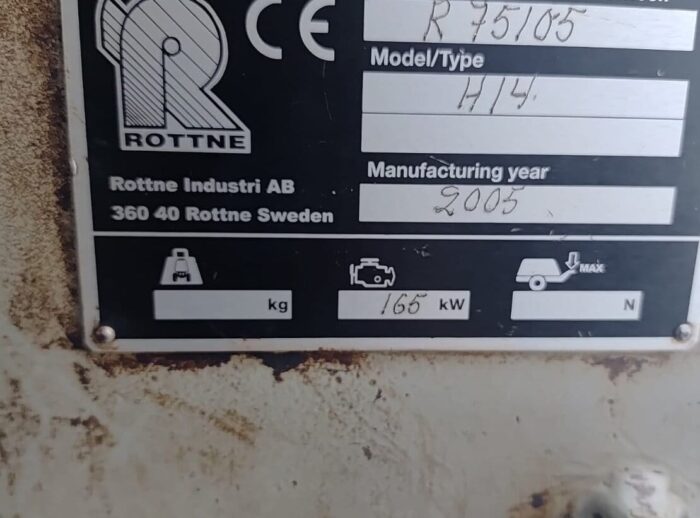 R 75105
Model/Type
H14
ROTTNE
Manufacturing year
Rottne Industri AB
2005
360 40 Rottne Sweden
MAX
kg
165 kW
N